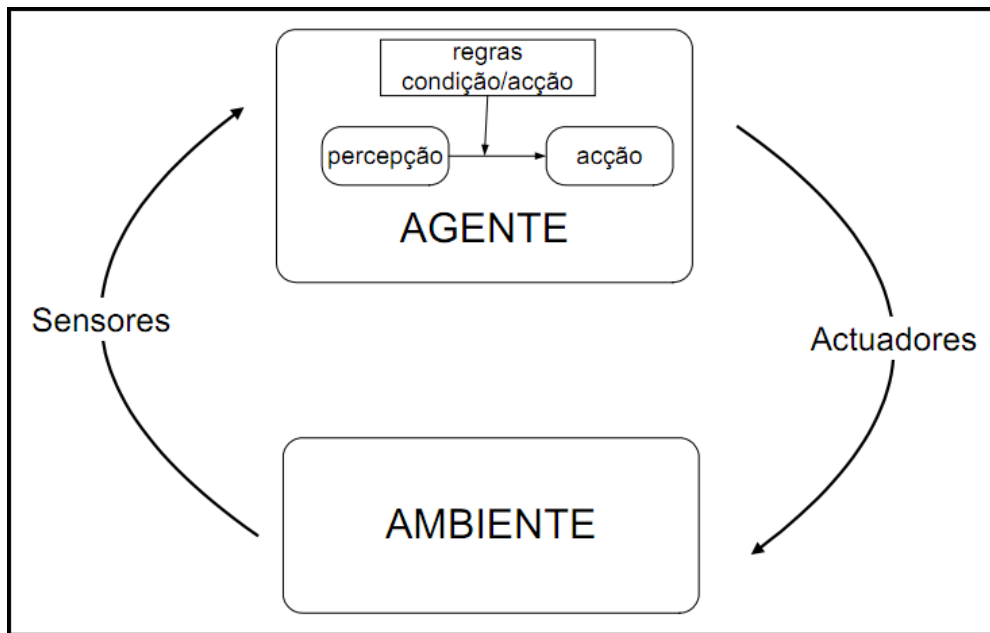 regras
condição/acção
percepção
acção
AGENTE
Sensores
Actuadores
AMBIENTE